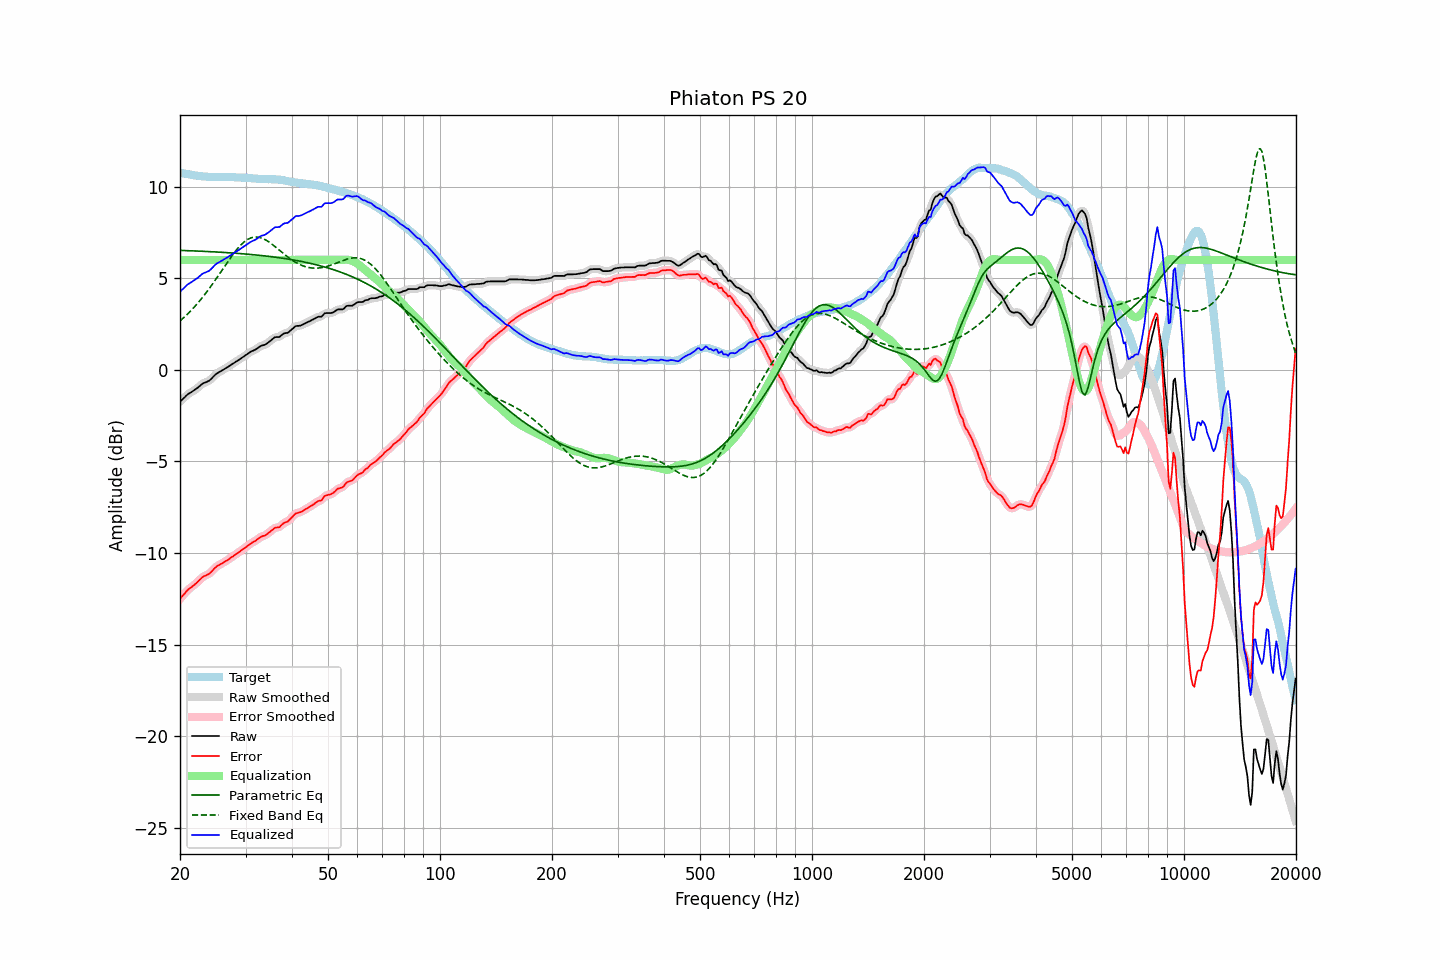 Phiaton PS 20
Amplitude (dBr)
10
5
0
−5
−10
−15
−20
−25
Target
Raw Smoothed
Error Smoothed
Raw
Error
Equalization
Parametric Eq
Fixed Band Eq
Equalized
20 50 100 200 500 1000 2000 5000 10000 20000
Frequency (Hz)